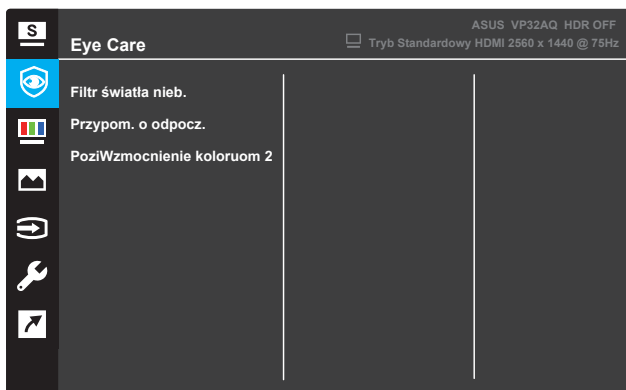 S
ASUS VP32AQ HDR OFF
Eye Care
Tryb Standardowy HDMI 2560 x 1440 @ 75Hz
Filtr światła nieb.
Przypom. o odpocz.
PoziWzmocnienie koloruom 2